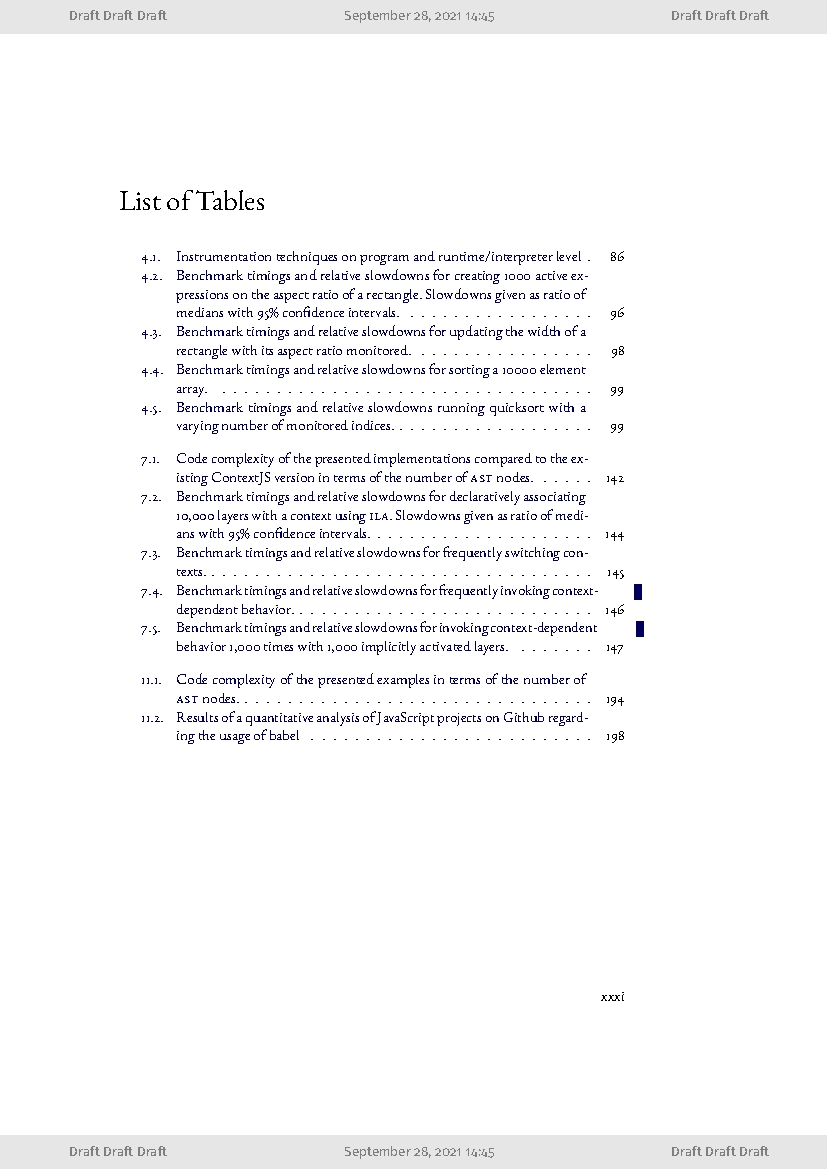 Draft Draft Draft September 28, 2021 14:45 Draft Draft Draft
List of Tables
4.1. Instrumentation techniques on program and runtime/interpreter level . 86
4.2. Benchmark timings and relative slowdowns for creating 1000 active ex-
pressions on the aspect ratio of a rectangle. Slowdowns given as ratio of
medians with 95% confidence intervals. . . . . . . . . . . . . . . . . . 96
4.3. Benchmark timings and relative slowdowns for updating the width of a
rectangle with its aspect ratio monitored. . . . . . . . . . . . . . . . . 98
4.4. Benchmark timings and relative slowdowns for sorting a 10000 element
array. . . . . . . . . . . . . . . . . . . . . . . . . . . . . . . . . . . 99
4.5. Benchmark timings and relative slowdowns running quicksort with a
varying number of monitored indices. . . . . . . . . . . . . . . . . . . 99
7.1. Code complexity of the presented implementations compared to the ex-
isting ContextJS version in terms of the number of AST nodes. . . . . . 142
7.2. Benchmark timings and relative slowdowns for declaratively associating
10,000 layers with a context using ILA. Slowdowns given as ratio of medi-
ans with 95% confidence intervals. . . . . . . . . . . . . . . . . . . . . 144
7.3. Benchmark timings and relative slowdowns for frequently switching con-
texts. . . . . . . . . . . . . . . . . . . . . . . . . . . . . . . . . . . . 145
7.4. Benchmark timings and relative slowdowns for frequently invoking context-
dependent behavior. . . . . . . . . . . . . . . . . . . . . . . . . . . . 146
7.5. Benchmark timings and relative slowdowns for invoking context-dependent
behavior 1,000 times with 1,000 implicitly activated layers. . . . . . . . 147
11.1. Code complexity of the presented examples in terms of the number of
AST nodes. . . . . . . . . . . . . . . . . . . . . . . . . . . . . . . . . 194
11.2. Results of a quantitative analysis of JavaScript projects on Github regard-
ing the usage of babel . . . . . . . . . . . . . . . . . . . . . . . . . . 198
xxxi
Draft Draft Draft September 28, 2021 14:45 Draft Draft Draft